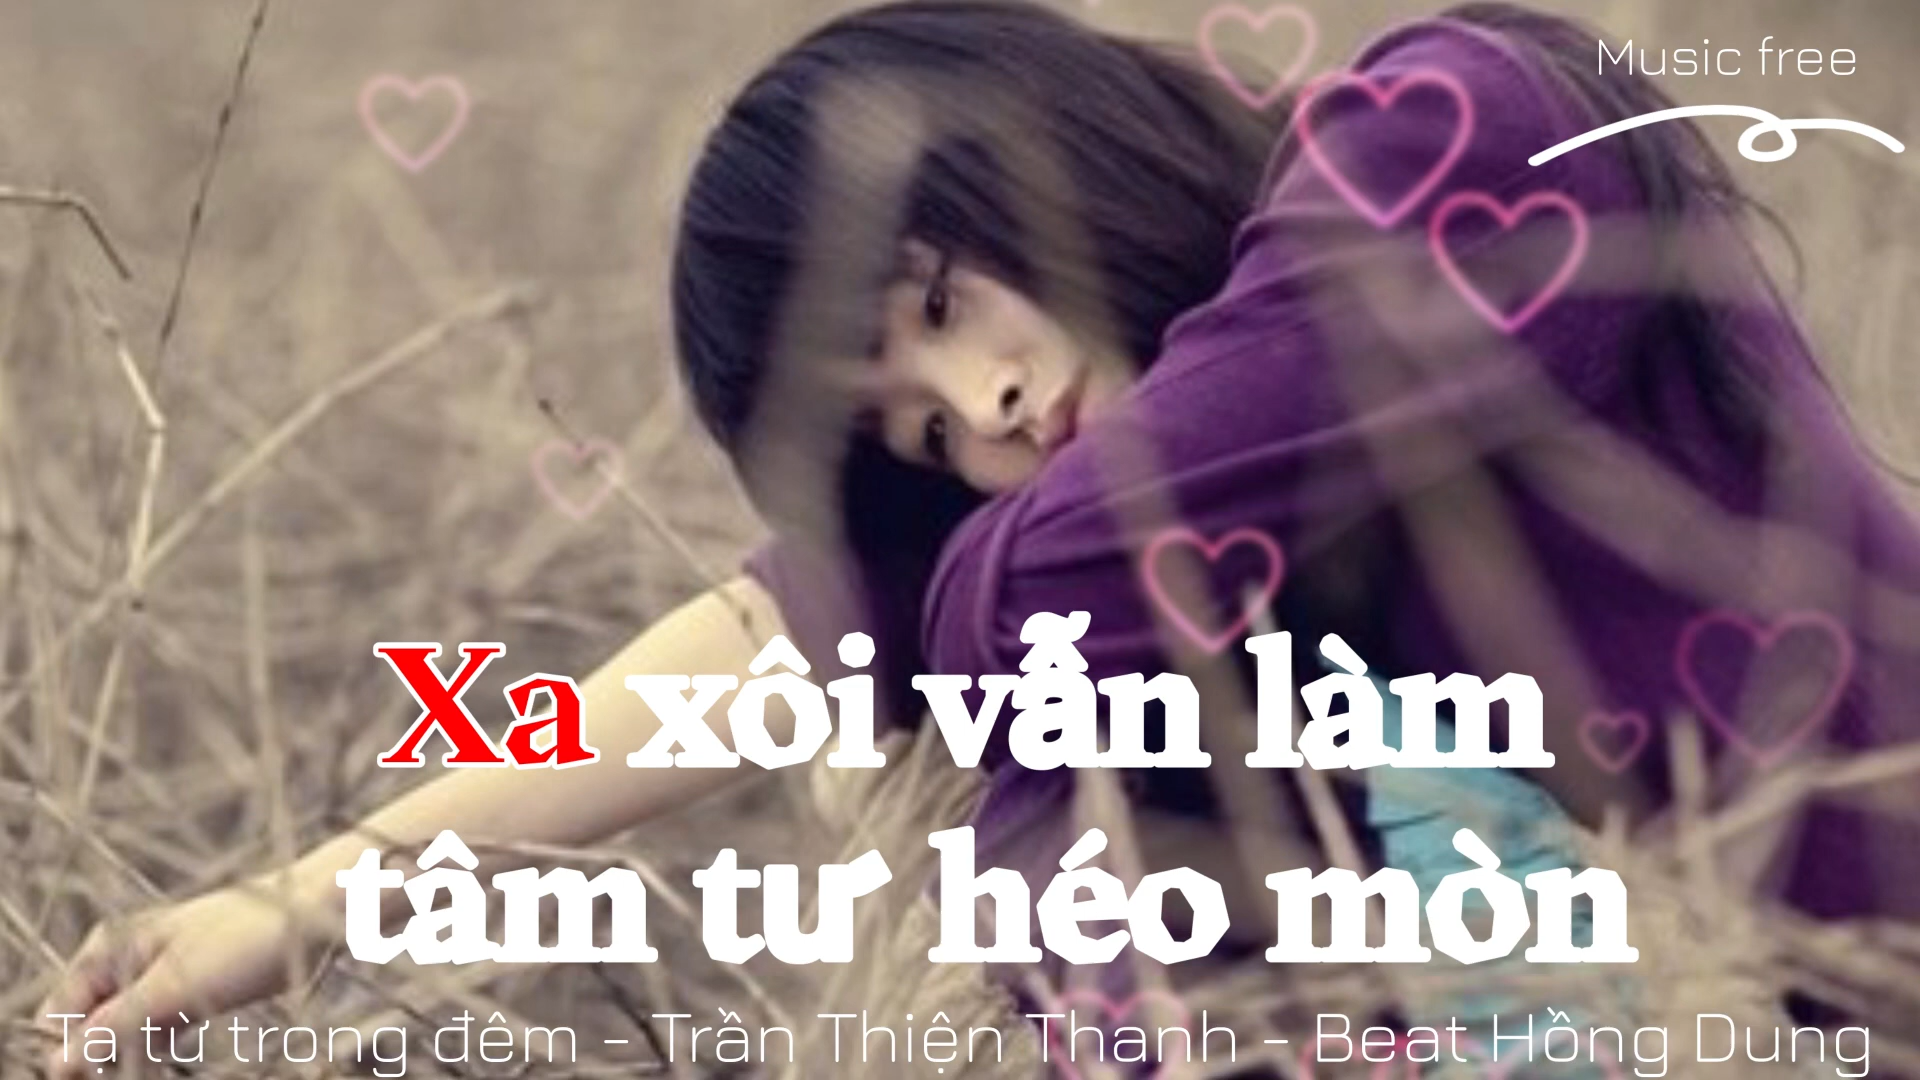 Music free
Xa xôi vẫn làm
tâm tư héo mòn
Tạ từ trong đêm - Trần Thiện Thanh - Beat Hồng Dung